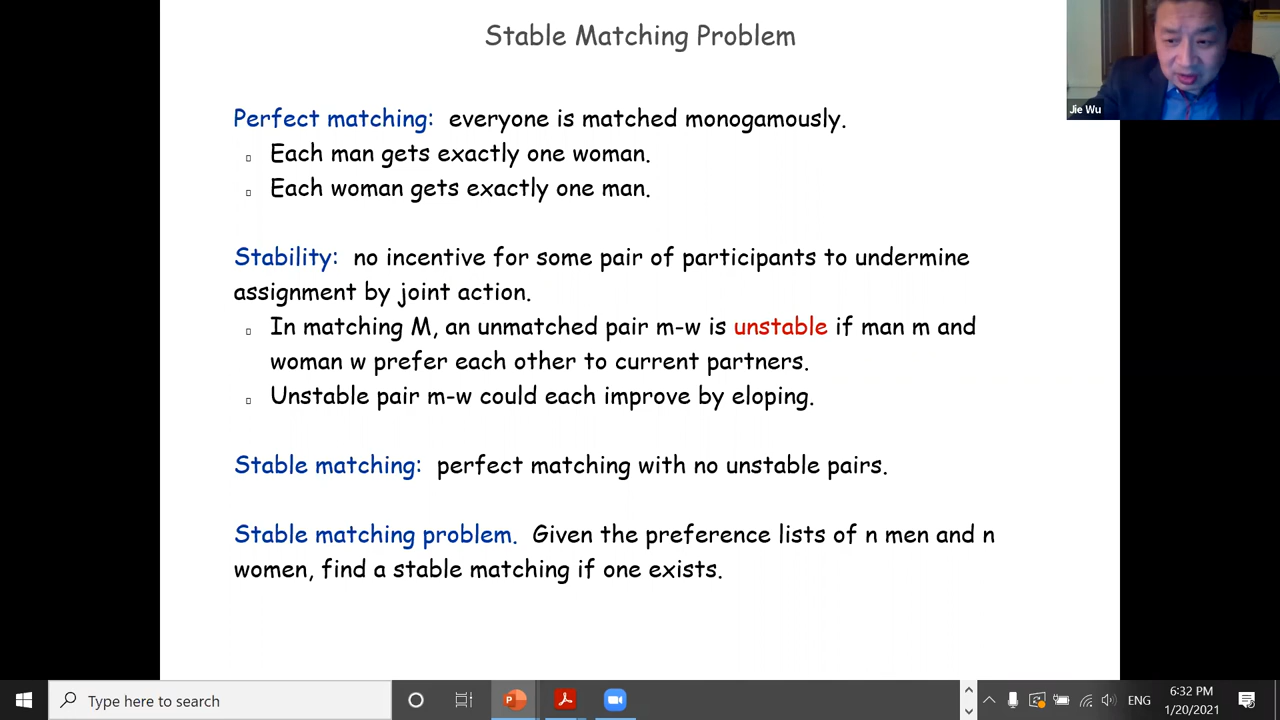 Stable Matching Problem
Jie Wu
Perfect matching: everyone is matched monogamously.
Each man gets exactly one woman.
Each woman gets exactly one man.
Stability: no incentive for some pair of participants to undermine
assignment by joint action.
In matching M, an unmatched pair m-w is unstable if man m and
woman w prefer each other to current partners.
Unstable pair m-w could each improve by eloping.
Stable matching: perfect matching with no unstable pairs.
Stable matching problem. Given the preference lists of n men and n
women, find a stable matching if one exists.
Type here to search
ENG
6:32 PM
1/20/2021